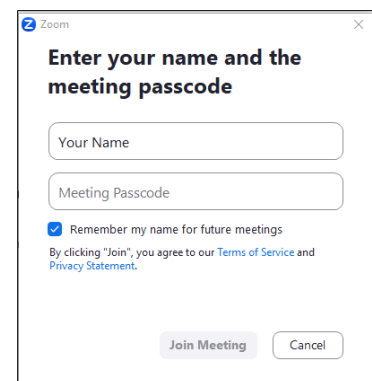 Zoom
Enter your name and the
meeting passcode
Your Name
Meeting Passcode
Remember my name for future meetings
By clicking "Join", you agree to our Terms of Service and
Privacy Statement.
Join Meeting
Cancel